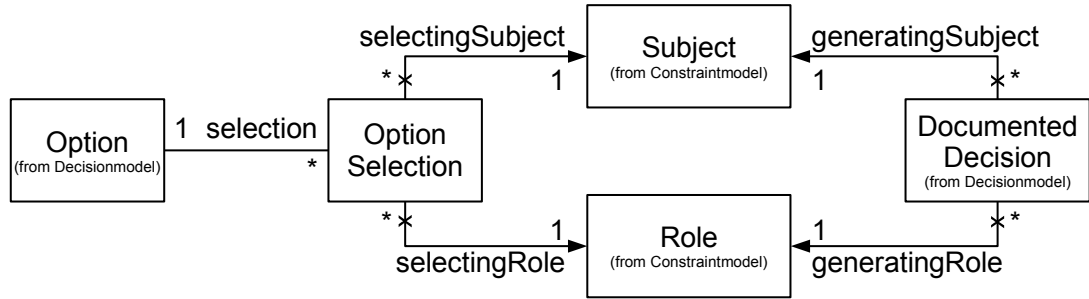 selectingSubject
Subject
(from Constraintmodel)
generatingSubject
1
1
*
*
Option
(from Decisionmodel)
1 selection
*
Option
Selection
Documented
Decision
(from Decisionmodel)
*
*
1
1
Role
(from Constraintmodel)
selectingRole
generatingRole